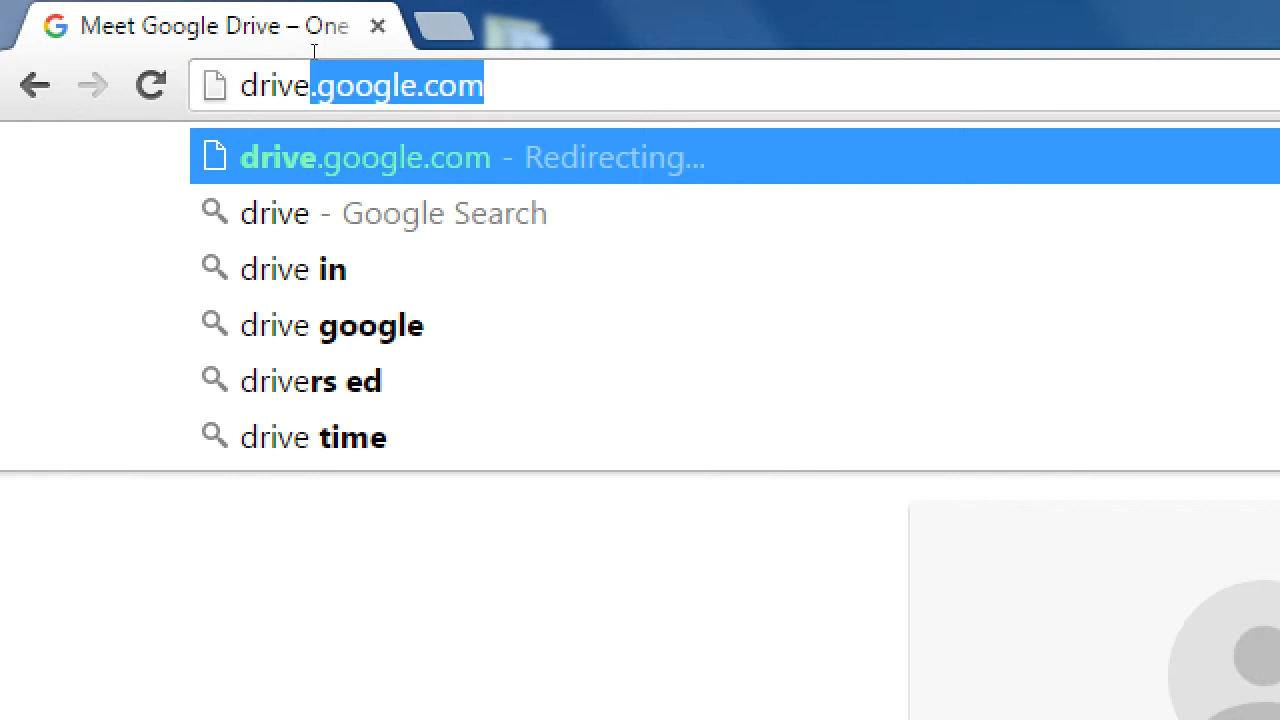 Meet Google Drive – One
drive.google.com
drive.google.com - Redirecting...
drive - Google Search
drive in
drive google
drivers ed
drive time